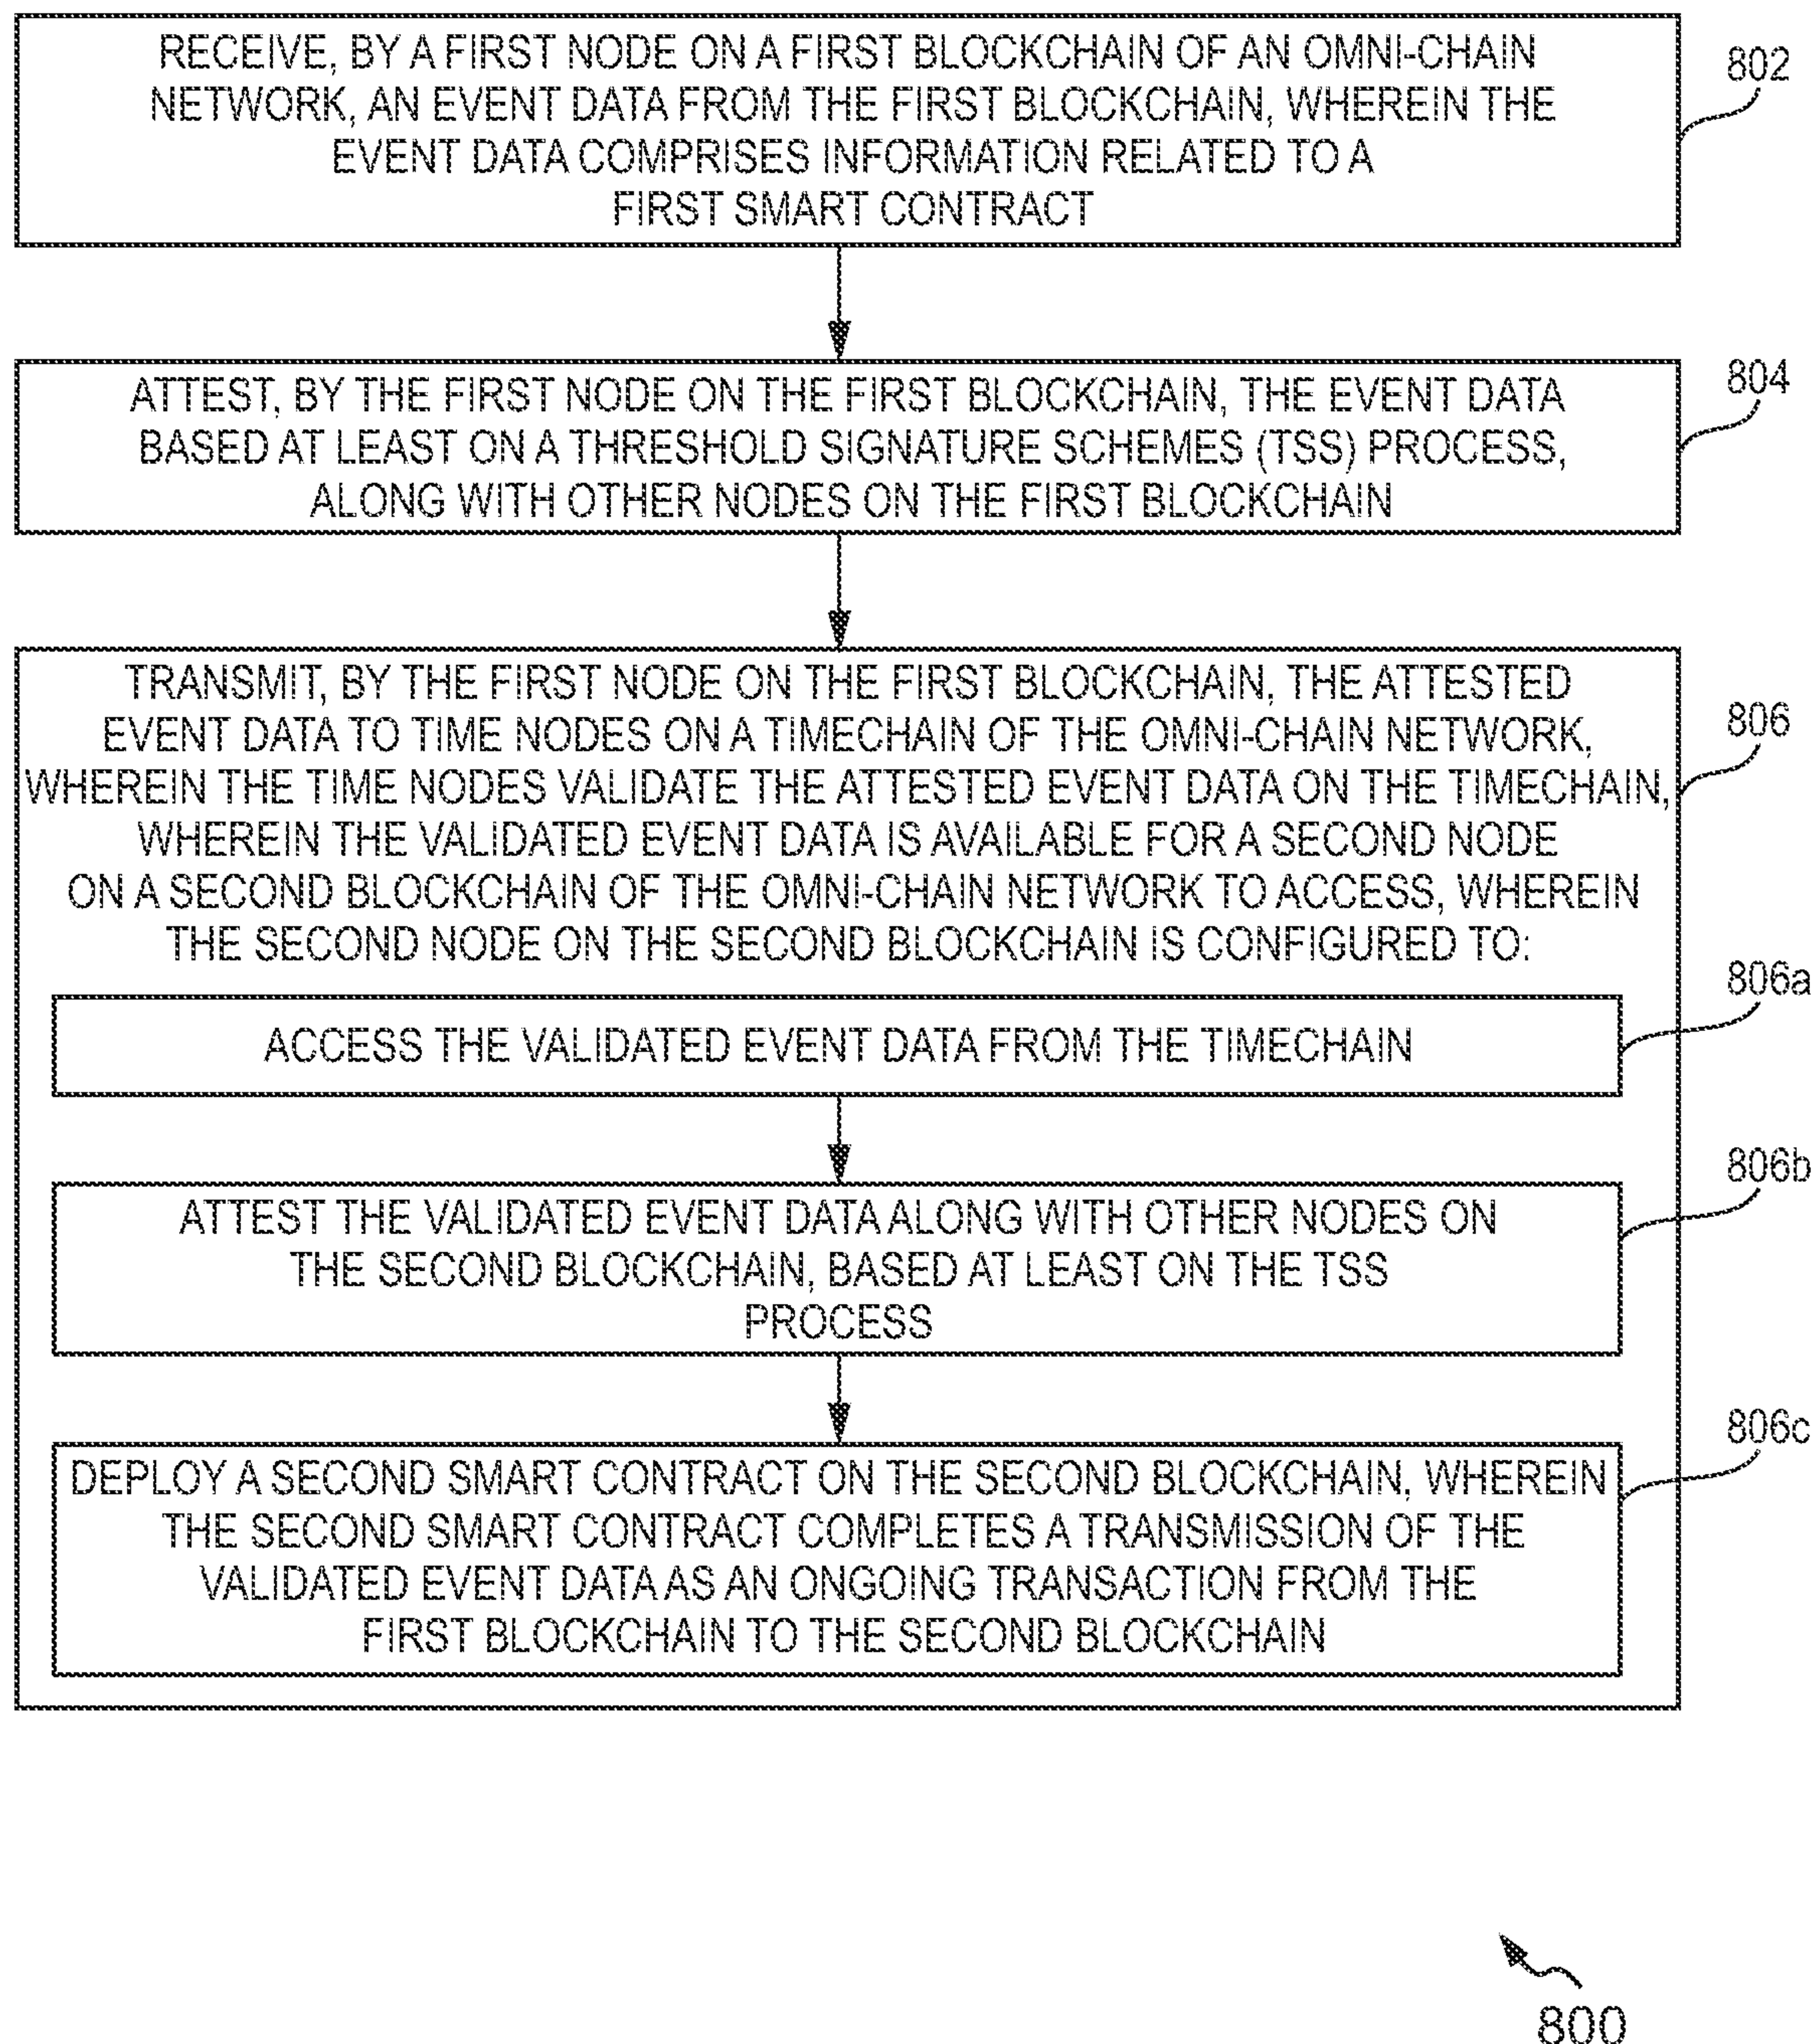 RECEIVE, BY A FIRST NODE ON A FIRST BLOCKCHAIN OF AN OMNI-CHAIN
NETWORK, AN EVENT DATA FROM THE FIRST BLOCKCHAIN, WHEREIN THE
EVENT DATA COMPRISES INFORMATION RELATED TO A
FIRST SMART CONTRACT
802
ATTEST, BY THE FIRST NODE ON THE FIRST BLOCKCHAIN, THE EVENT DATA
BASED AT LEAST ON A THRESHOLD SIGNATURE SCHEMES (TSS) PROCESS,
ALONG WITH OTHER NODES ON THE FIRST BLOCKCHAIN
804
TRANSMIT, BY THE FIRST NODE ON THE FIRST BLOCKCHAIN, THE ATTESTED
EVENT DATA TO TIME NODES ON A TIMECHAIN OF THE OMNI-CHAIN NETWORK,
WHEREIN THE TIME NODES VALIDATE THE ATTESTED EVENT DATA ON THE TIMECHAIN,
WHEREIN THE VALIDATED EVENT DATA IS AVAILABLE FOR A SECOND NODE
ON A SECOND BLOCKCHAIN OF THE OMNI-CHAIN NETWORK TO ACCESS, WHEREIN
THE SECOND NODE ON THE SECOND BLOCKCHAIN IS CONFIGURED TO:
806
ACCESS THE VALIDATED EVENT DATA FROM THE TIMECHAIN
806a
ATTEST THE VALIDATED EVENT DATA ALONG WITH OTHER NODES ON
THE SECOND BLOCKCHAIN, BASED AT LEAST ON THE TSS
PROCESS
806b
DEPLOY A SECOND SMART CONTRACT ON THE SECOND BLOCKCHAIN, WHEREIN
THE SECOND SMART CONTRACT COMPLETES A TRANSMISSION OF THE
VALIDATED EVENT DATA AS AN ONGOING TRANSACTION FROM THE
FIRST BLOCKCHAIN TO THE SECOND BLOCKCHAIN
806c
800